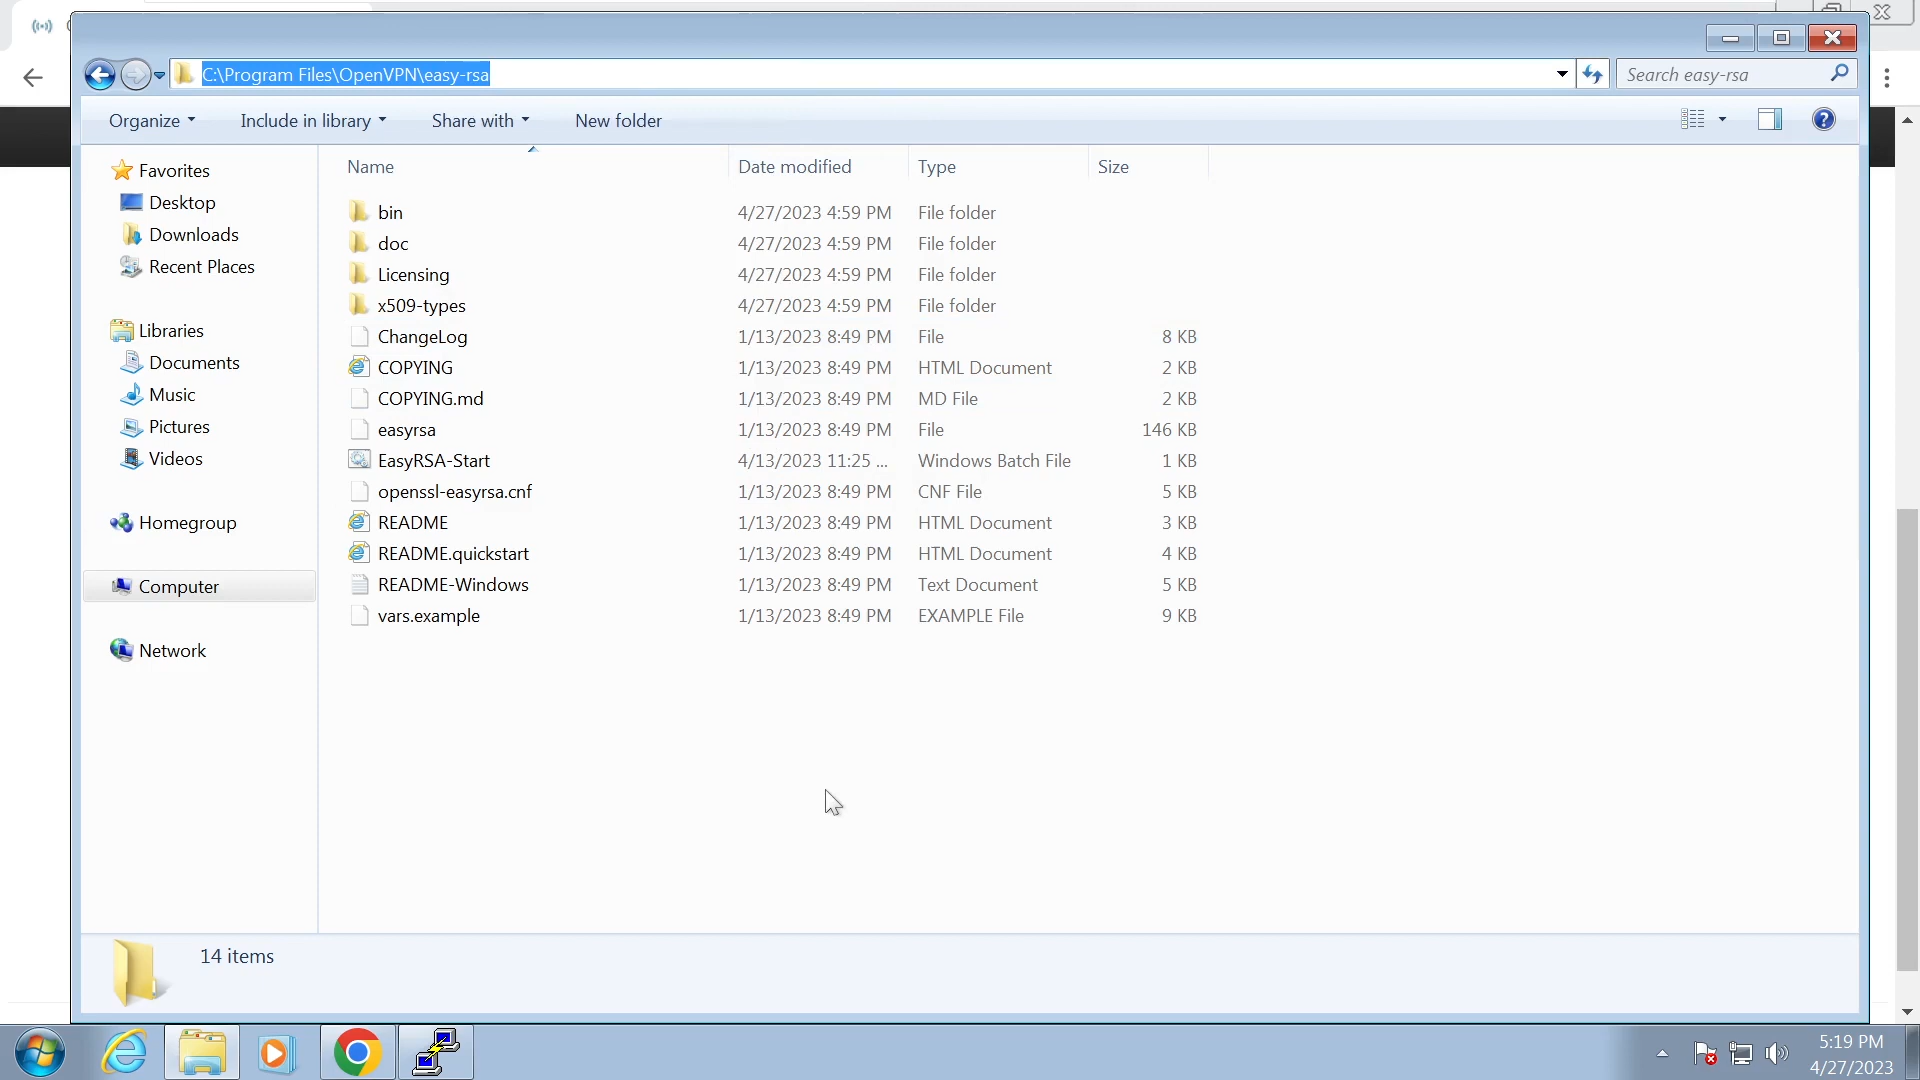 C:\Program Files\OpenVPN\easy-rsa
Search easy-rsa
Organize Include in library Share with New folder
Name Date modified Type Size
Favorites
Desktop
Downloads
Recent Places
Libraries
Documents
Music
Pictures
Videos
Homegroup
Computer
Network
bin 4/27/2023 4:59 PM File folder
doc 4/27/2023 4:59 PM File folder
Licensing 4/27/2023 4:59 PM File folder
x509-types 4/27/2023 4:59 PM File folder
ChangeLog 1/13/2023 8:49 PM File 8 KB
COPYING 1/13/2023 8:49 PM HTML Document 2 KB
COPYING.md 1/13/2023 8:49 PM MD File 2 KB
easyrsa 1/13/2023 8:49 PM File 146 KB
EasyRSA-Start 4/13/2023 11:25 ... Windows Batch File 1 KB
openssl-easyrsa.cnf 1/13/2023 8:49 PM CNF File 5 KB
README 1/13/2023 8:49 PM HTML Document 3 KB
README.quickstart 1/13/2023 8:49 PM HTML Document 4 KB
README-Windows 1/13/2023 8:49 PM Text Document 5 KB
vars.example 1/13/2023 8:49 PM EXAMPLE File 9 KB
14 items
5:19 PM
4/27/2023